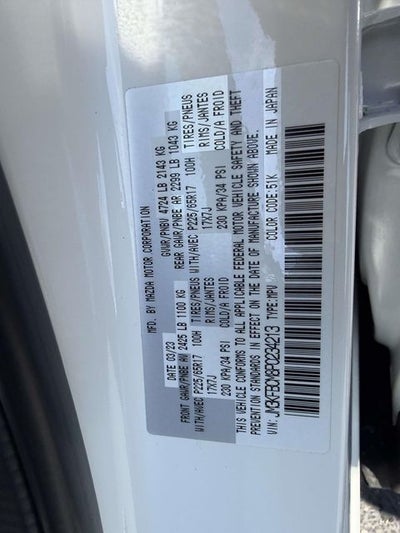 MFD. BY MAZDA MOTOR CORPORATION
DATE 03/23 GVWR/PNBV 4724 LB 2143 KG
FRONT GAWR/PNBE AV 2425 LB 1100 KG REAR GAWR/PNBE AR 2299 LB 1043 KG
WITH/AVEC P225/65R17 100H TIRES/PNEUS WITH/AVEC P225/65R17 100H TIRES/PNEUS
17X7J RIMS/JANTES 17X7J RIMS/JANTES
230 KPA/34 PSI COLD/A FROID 230 KPA/34 PSI COLD/A FROID
THIS VEHICLE CONFORMS TO ALL APPLICABLE FEDERAL MOTOR VEHICLE SAFETY AND THEFT
PREVENTION STANDARDS IN EFFECT ON THE DATE OF MANUFACTURE SHOWN ABOVE.
VIN: TYPE:MPV COLOR CODE:51K MADE IN JAPAN